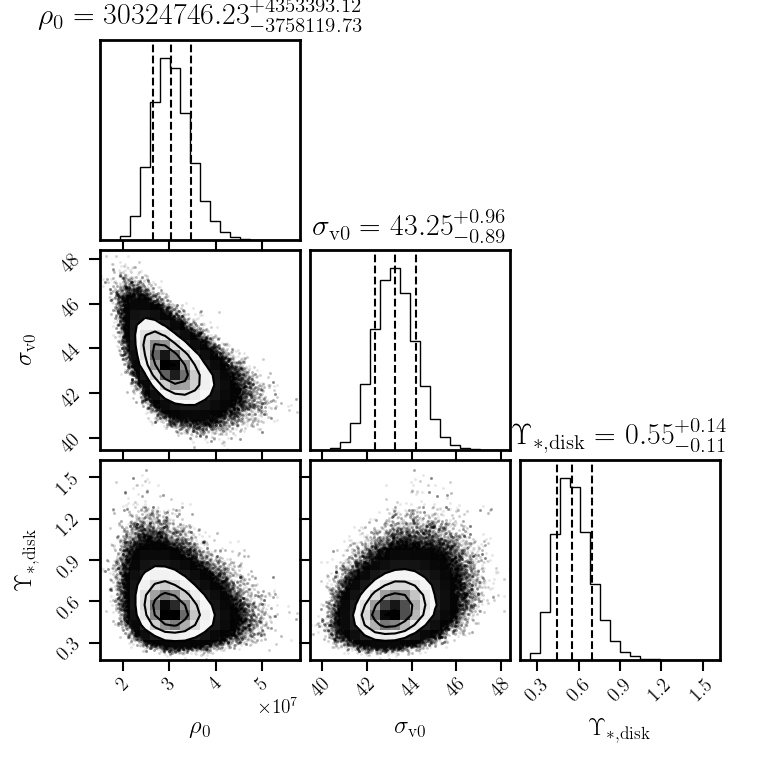 ρ₀ = 30324746.23⁺⁴³⁵³³⁹³·¹²₋₃₇₅₈₁₁₉.₇₃
σᵥ₀ = 43.25⁺⁰·⁹⁶₋₀.₈₉
48
46
44
42
40
σᵥ₀
ϒ*,disk = 0.55⁺⁰·¹⁴₋₀.₁₁
1.5
1.2
0.9
0.6
0.3
ϒ*,disk
2 3 4 5
×10⁷
ρ₀
40 42 44 46 48
σᵥ₀
0.3 0.6 0.9 1.2 1.5
ϒ*,disk